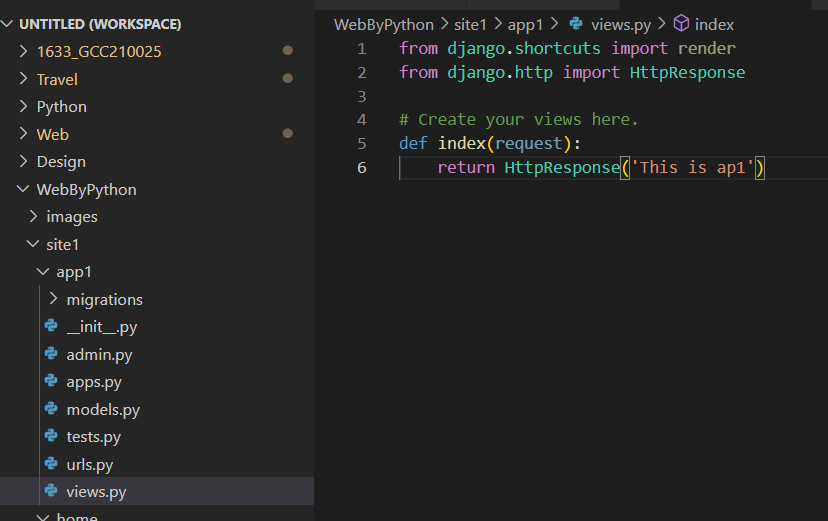 UNTITLED (WORKSPACE)
1633_GCC210025
Travel
Python
Web
Design
WebByPython
images
site1
app1
migrations
__init__.py
admin.py
apps.py
models.py
tests.py
urls.py
views.py
home
WebByPython > site1 > app1 > views.py > index
1 from django.shortcuts import render
2 from django.http import HttpResponse
3
4 # Create your views here.
5 def index(request):
6 return HttpResponse('This is ap1')